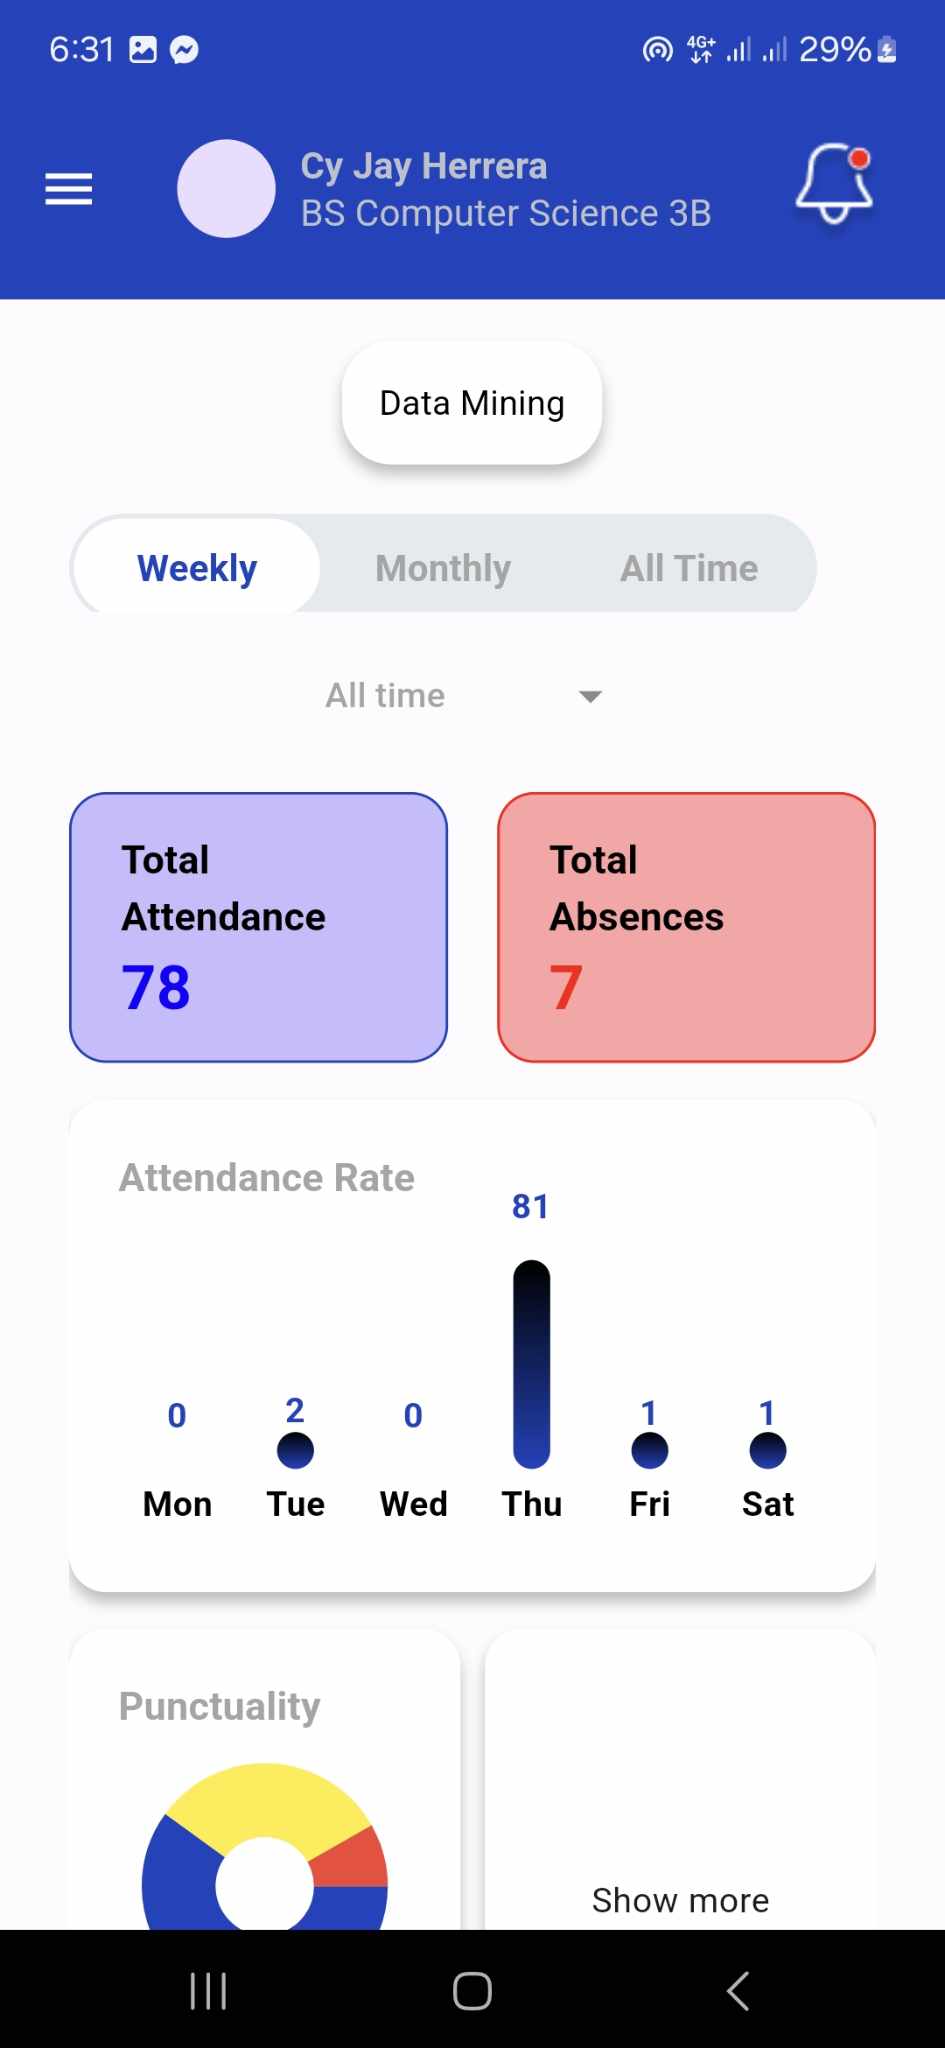 6:31 4G+ 29%
Cy Jay Herrera
BS Computer Science 3B
Data Mining
Weekly Monthly All Time
All time
Total Attendance
78
Total Absences
7
Attendance Rate
81
0 2 0 1 1
Mon Tue Wed Thu Fri Sat
Punctuality
Show more